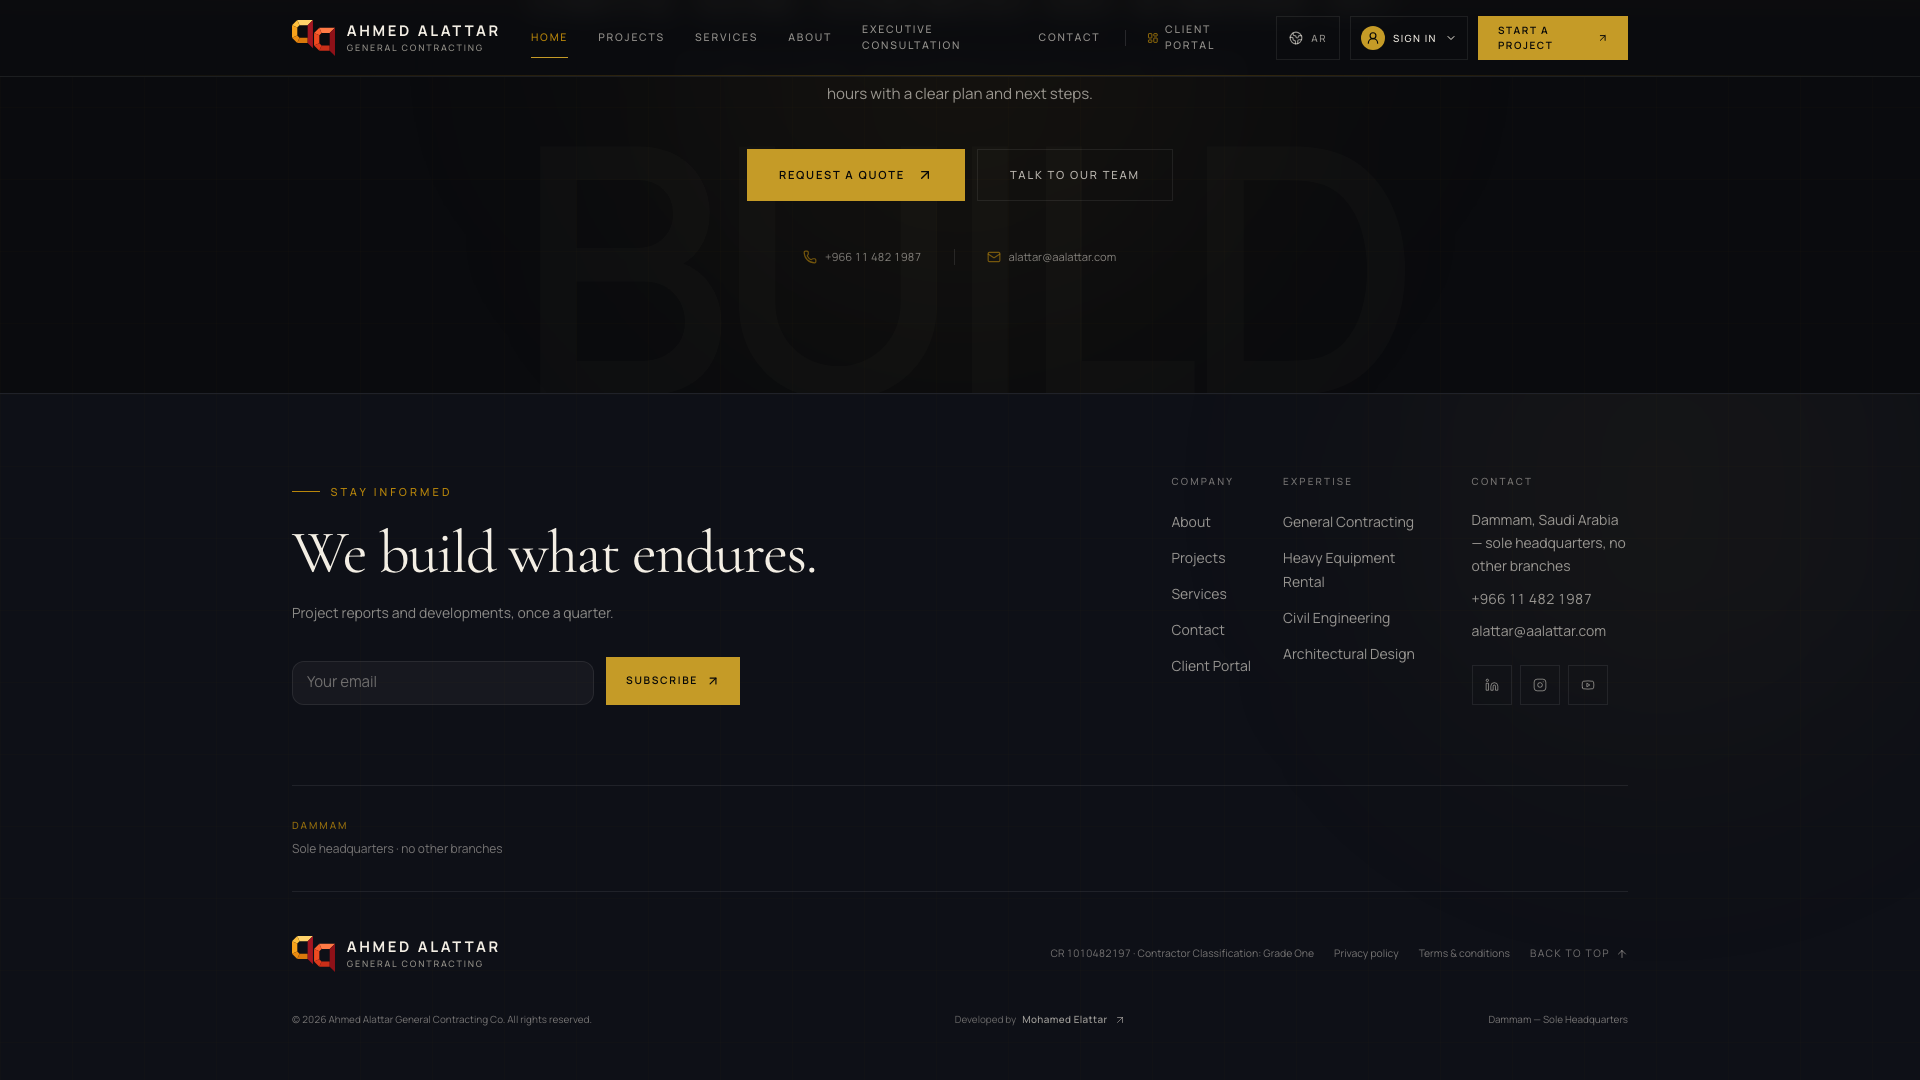 AHMED ALATTAR
GENERAL CONTRACTING
HOME
PROJECTS
SERVICES
ABOUT
EXECUTIVE
CONSULTATION
CONTACT
CLIENT
PORTAL
AR
SIGN IN
START A
PROJECT
hours with a clear plan and next steps.
REQUEST A QUOTE
TALK TO OUR TEAM
+966 11 482 1987
alattar@aalattar.com
BUILD
STAY INFORMED
We build what endures.
Project reports and developments, once a quarter.
Your email
SUBSCRIBE
COMPANY
About
Projects
Services
Contact
Client Portal
EXPERTISE
General Contracting
Heavy Equipment
Rental
Civil Engineering
Architectural Design
CONTACT
Dammam, Saudi Arabia
— sole headquarters, no
other branches
+966 11 482 1987
alattar@aalattar.com
DAMMAM
Sole headquarters · no other branches
AHMED ALATTAR
GENERAL CONTRACTING
CR 1010482197 · Contractor Classification: Grade One
Privacy policy
Terms & conditions
BACK TO TOP
© 2026 Ahmed Alattar General Contracting Co. All rights reserved.
Developed by Mohamed Elattar
Dammam — Sole Headquarters